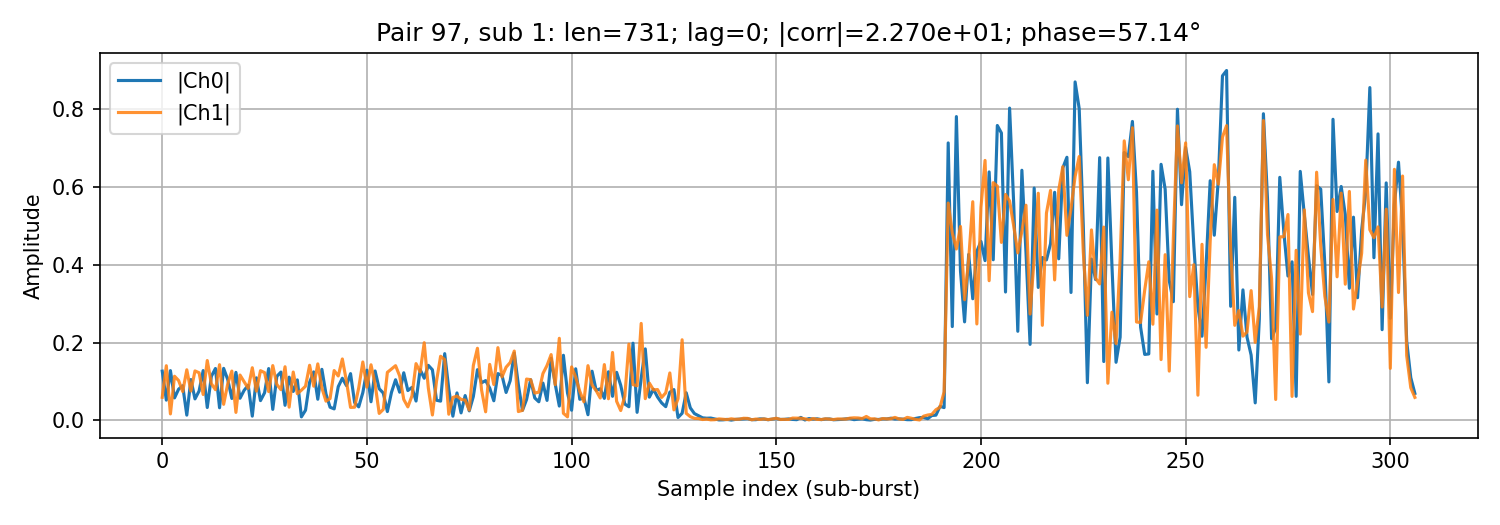 Pair 97, sub 1: len=731; lag=0; |corr|=2.270e+01; phase=57.14°
|Ch0|
|Ch1|
Amplitude
0.8
0.6
0.4
0.2
0.0
0 50 100 150 200 250 300
Sample index (sub-burst)